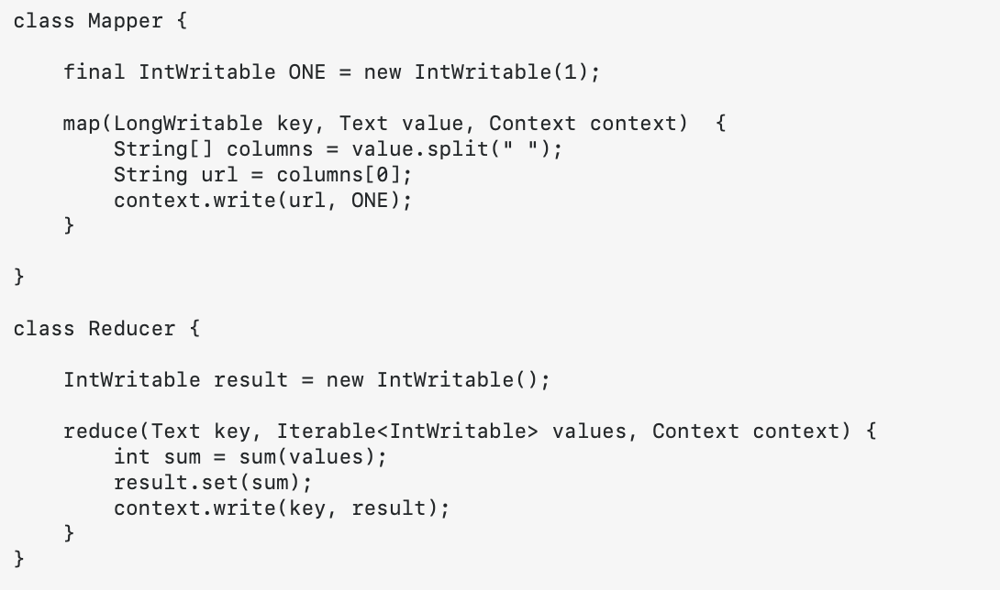 class Mapper {
final IntWritable ONE = new IntWritable(1);
map(LongWritable key, Text value, Context context)  {
String[] columns = value.split(" ");
String url = columns[0];
context.write(url, ONE);
}
}
class Reducer {
IntWritable result = new IntWritable();
reduce(Text key, Iterable<IntWritable> values, Context context) {
int sum = sum(values);
result.set(sum);
context.write(key, result);
}
}